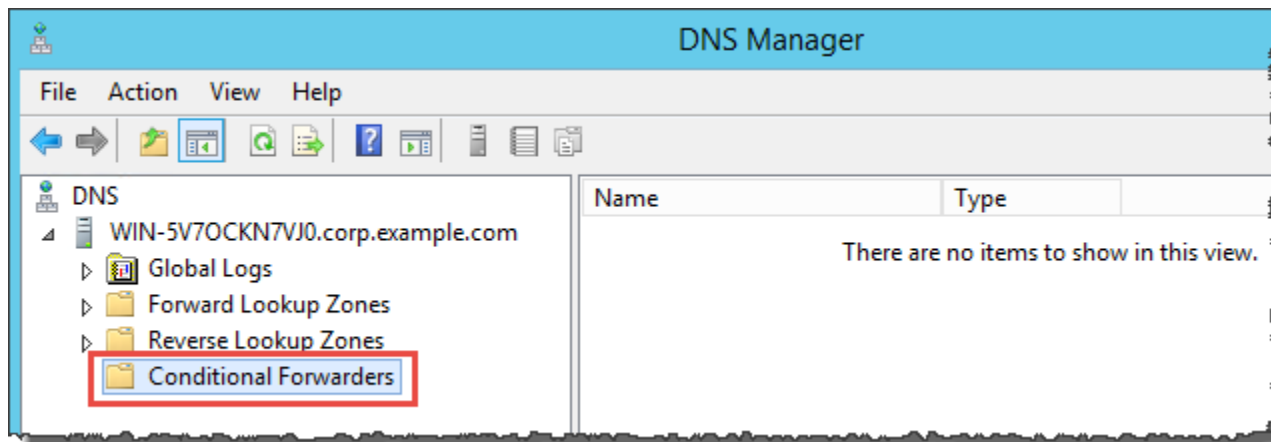 DNS Manager
File Action View Help
DNS
WIN-5V7OCKN7VJ0.corp.example.com
Global Logs
Forward Lookup Zones
Reverse Lookup Zones
Conditional Forwarders
Name Type
There are no items to show in this view.